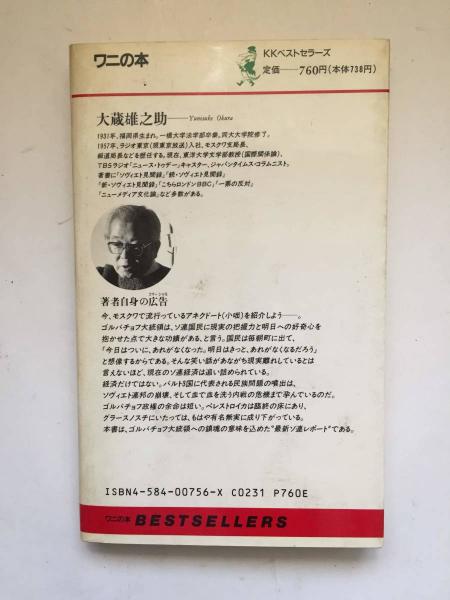 ワニの本
KKベストセラーズ
定価——760円(本体738円)
大蔵雄之助——Yunosuke Okura
1931年、福岡県生まれ。一橋大学法学部卒業。同大大学院修了。
1957年、ラジオ東京(現東京放送)入社、モスクワ支局長、
報道局長などを歴任する。現在、東洋大学文学部教授(国際関係論)、
TBSラジオ「ニュース・トゥデー」キャスター、ジャパンタイムス・コラムニスト。
著書に「ソヴィエト見聞録」「続・ソヴィエト見聞録」
「新・ソヴィエト見聞録」「こちらロンドンBBC」「一票の反対」
「ニューメディア文化論」など多数がある。
著者自身の広告
今、モスクワで流行っているアネクドート(小咄)を紹介しよう——。
ゴルバチョフ大統領は、ソ連国民に現実の把握力と明日への好奇心を
抱かせた点で大きな功績がある、と言う。国民は毎朝町に出て、
「今日はついに、あれがなくなった。明日はきっと、あれがなくなるだろう」
と想像するからである。そんな笑い話があながち現実離れしているとは
言えないほど、現在のソ連経済は追い詰められている。
経済だけではない。バルト3国に代表される民族問題の噴出は、
ソヴィエト連邦の崩壊、そして血で血を洗う内戦の危機まで孕んでいるのだ。
ゴルバチョフ政権の余命は短い。ペレストロイカは臨終の床にあり、
グラースノスチにいたっては、もはや有名無実に成り下がっている。
本書は、ゴルバチョフ大統領への鎮魂の意味を込めた"最新ソ連レポート"である。
ISBN4-584-00756-X C0231 P760E
ワニの本 BESTSELLERS